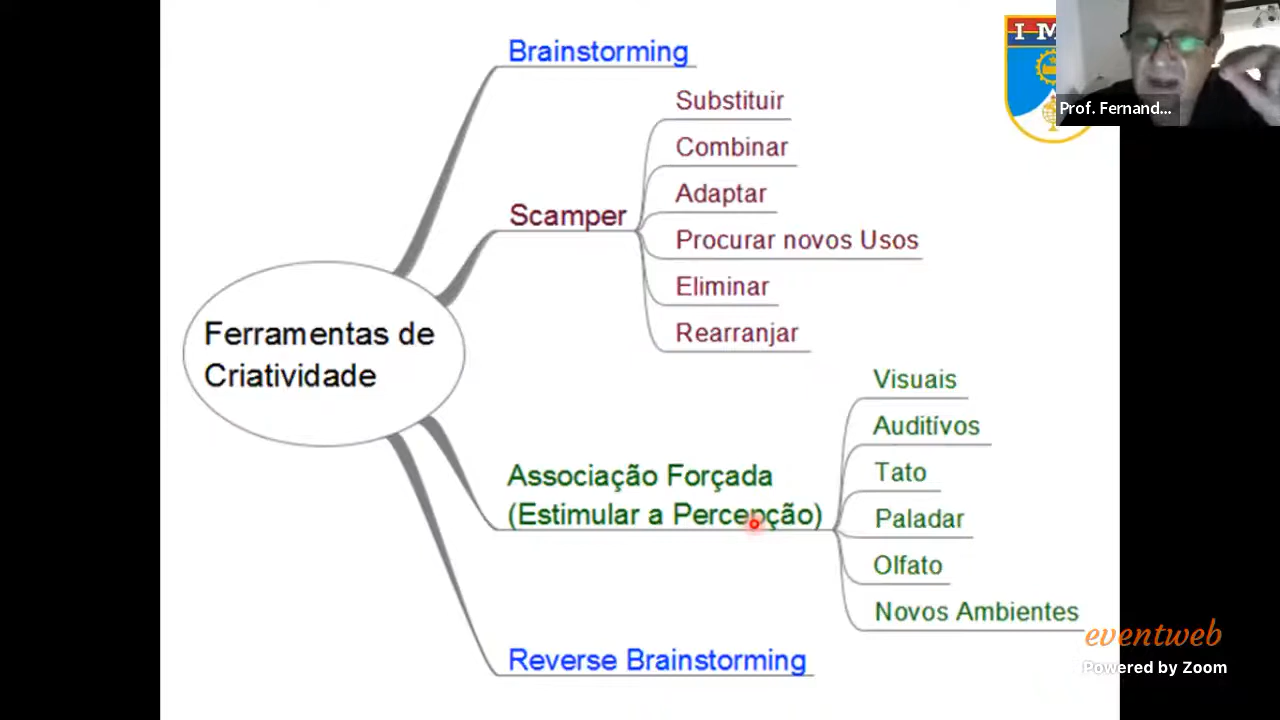 Brainstorming
Substituir
Combinar
Adaptar
Scamper
Procurar novos Usos
Eliminar
Rearranjar
Ferramentas de
Criatividade
Visuais
Auditívos
Tato
Associação Forçada
(Estimular a Percepção)
Paladar
Olfato
Novos Ambientes
Reverse Brainstorming
I M
Prof. Fernand...
eventweb
Powered by Zoom